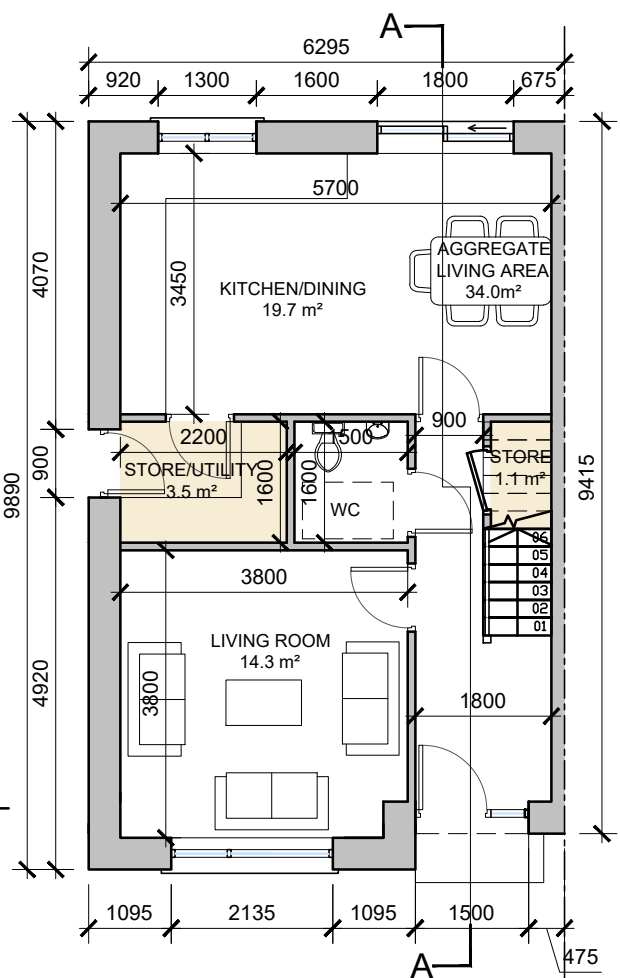 A
6295
920 1300 1600 1800 675
5700
4070
3450
KITCHEN/DINING
19.7 m²
AGGREGATE
LIVING AREA
34.0m²
900
2200
1500
STORE/UTILITY
3.5 m²
1600
1600
WC
STORE
1.1 m²
900
9890
9415
06
05
04
03
02
01
3800
LIVING ROOM
14.3 m²
3800
4920
1800
1095 2135 1095 1500
475
A